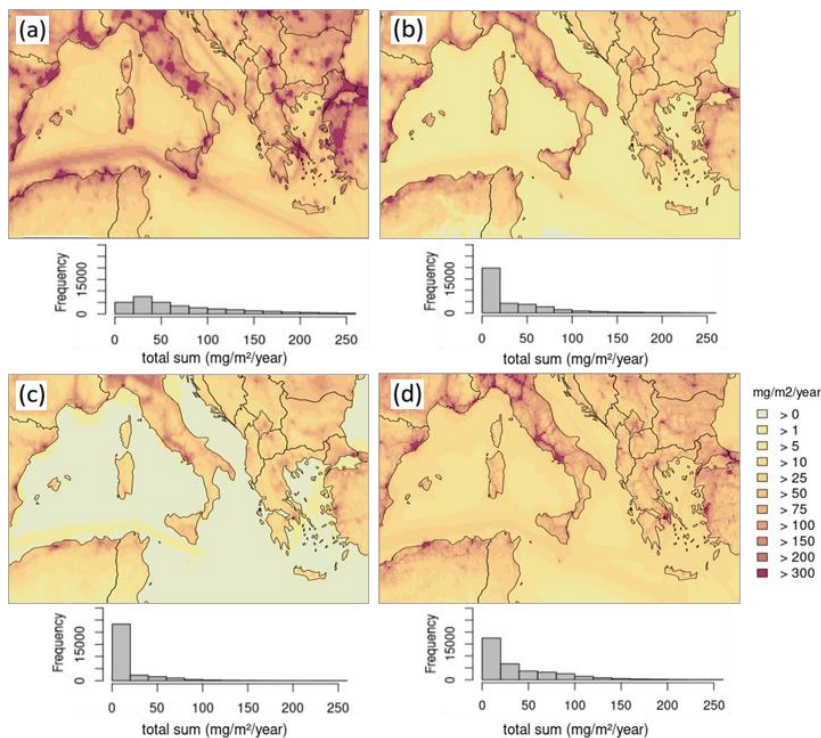 (a)
(b)
Frequency
0 15000
0 50 100 150 200 250
total sum (mg/m²/year)
Frequency
0 15000
0 50 100 150 200 250
total sum (mg/m²/year)
(c)
(d)
mg/m2/year
> 0
> 1
> 5
> 10
> 25
> 50
> 75
> 100
> 150
> 200
> 300
Frequency
0 15000
0 50 100 150 200 250
total sum (mg/m²/year)
Frequency
0 15000
0 50 100 150 200 250
total sum (mg/m²/year)